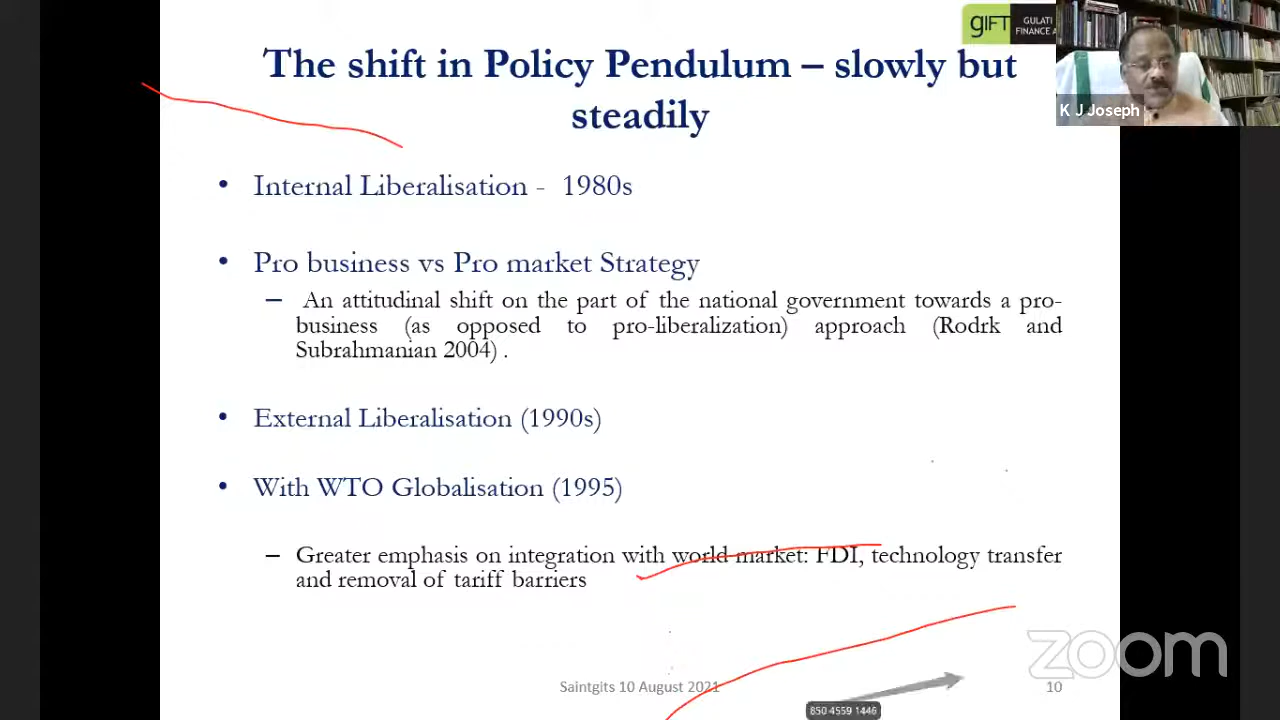 gift GULATI
FINANCE A
The shift in Policy Pendulum – slowly but
steadily
K J Joseph
• Internal Liberalisation - 1980s
• Pro business vs Pro market Strategy
– An attitudinal shift on the part of the national government towards a pro-
business (as opposed to pro-liberalization) approach (Rodrk and
Subrahmanian 2004) .
• External Liberalisation (1990s)
• With WTO Globalisation (1995)
– Greater emphasis on integration with world market: FDI, technology transfer
and removal of tariff barriers
zoom
Saintgits 10 August 2021
10
850 4559 1446